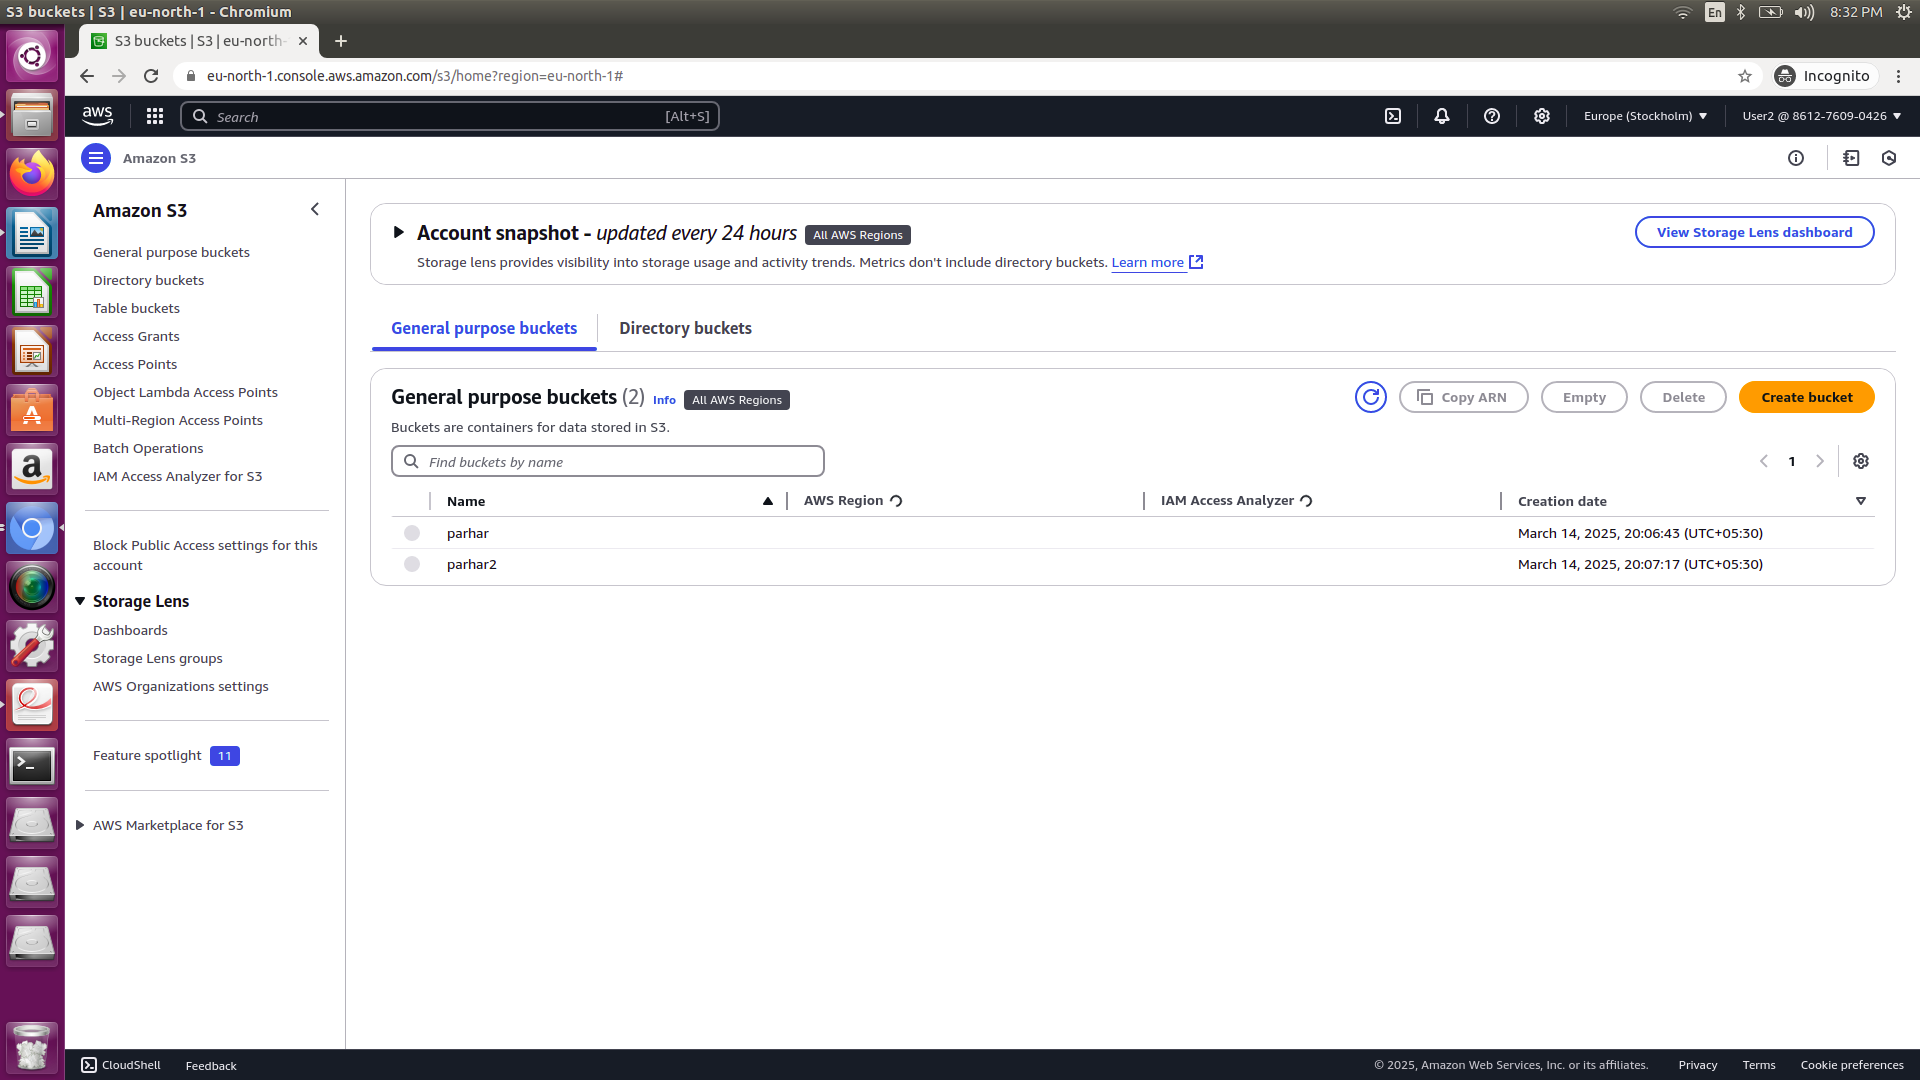 S3 buckets | S3 | eu-north-1 - Chromium
En
8:32 PM
S3 buckets | S3 | eu-north-
eu-north-1.console.aws.amazon.com/s3/home?region=eu-north-1#
Incognito
aws
Search
[Alt+S]
Europe (Stockholm)
User2 @ 8612-7609-0426
Amazon S3
Amazon S3
General purpose buckets
Directory buckets
Table buckets
Access Grants
Access Points
Object Lambda Access Points
Multi-Region Access Points
Batch Operations
IAM Access Analyzer for S3
Block Public Access settings for this
account
Storage Lens
Dashboards
Storage Lens groups
AWS Organizations settings
Feature spotlight 11
AWS Marketplace for S3
Account snapshot - updated every 24 hours All AWS Regions
View Storage Lens dashboard
Storage lens provides visibility into storage usage and activity trends. Metrics don't include directory buckets. Learn more
General purpose buckets
Directory buckets
General purpose buckets (2) Info All AWS Regions
Copy ARN
Empty
Delete
Create bucket
Buckets are containers for data stored in S3.
Find buckets by name
1
Name
AWS Region
IAM Access Analyzer
Creation date
parhar
March 14, 2025, 20:06:43 (UTC+05:30)
parhar2
March 14, 2025, 20:07:17 (UTC+05:30)
CloudShell
Feedback
© 2025, Amazon Web Services, Inc. or its affiliates.
Privacy
Terms
Cookie preferences